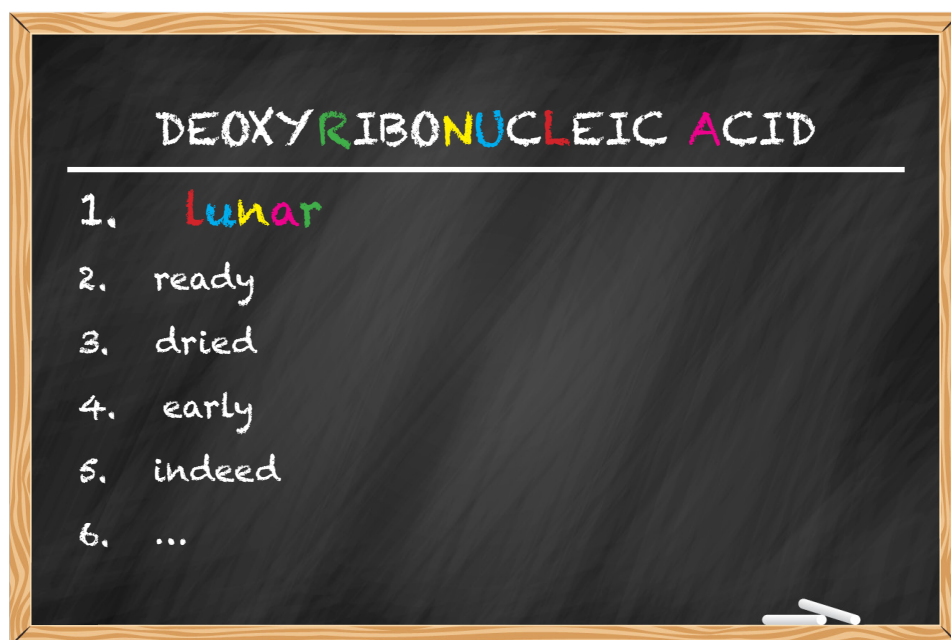 DEOXYRIBONUCLEIC ACID
1. lunar
2. ready
3. dried
4. early
5. indeed
6. ...